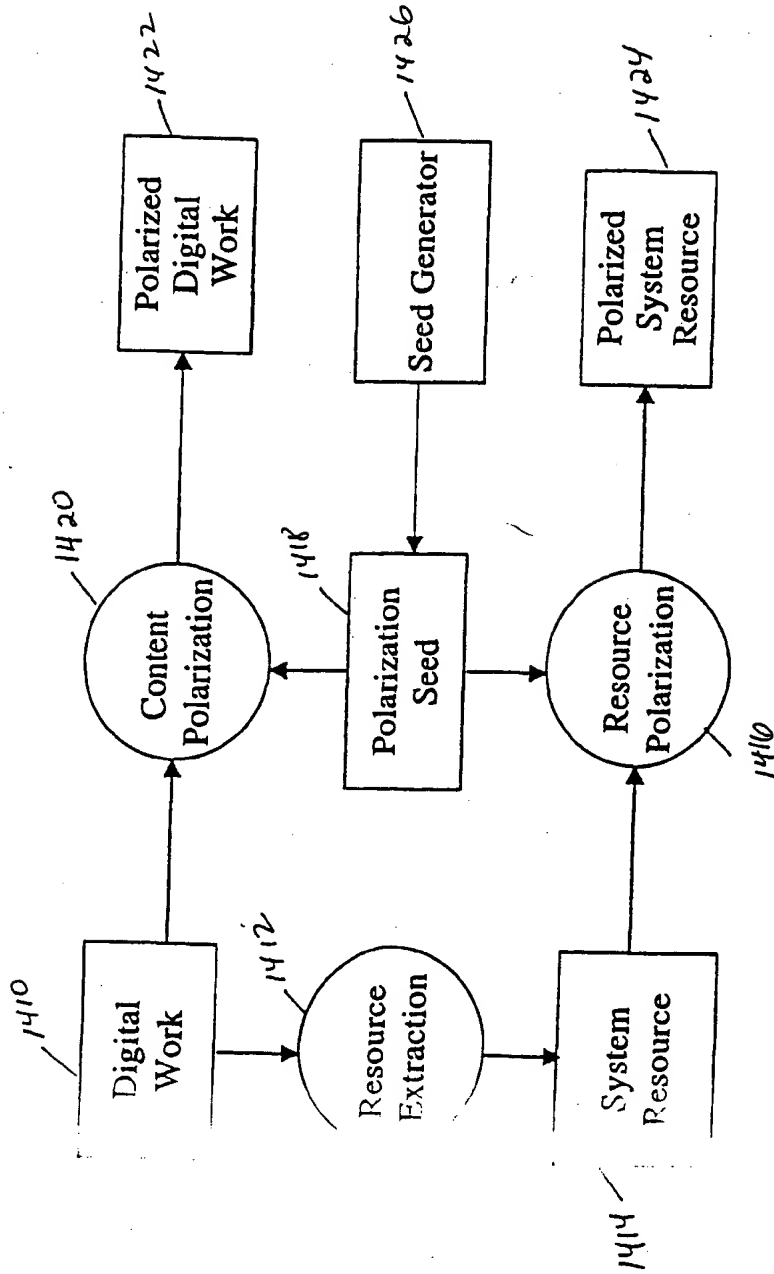 1410
Digital
Work
1420
Content
Polarization
1422
Polarized
Digital
Work
1412
Resource
Extraction
1418
Polarization
Seed
1426
Seed Generator
1414
System
Resource
1416
Resource
Polarization
1424
Polarized
System
Resource